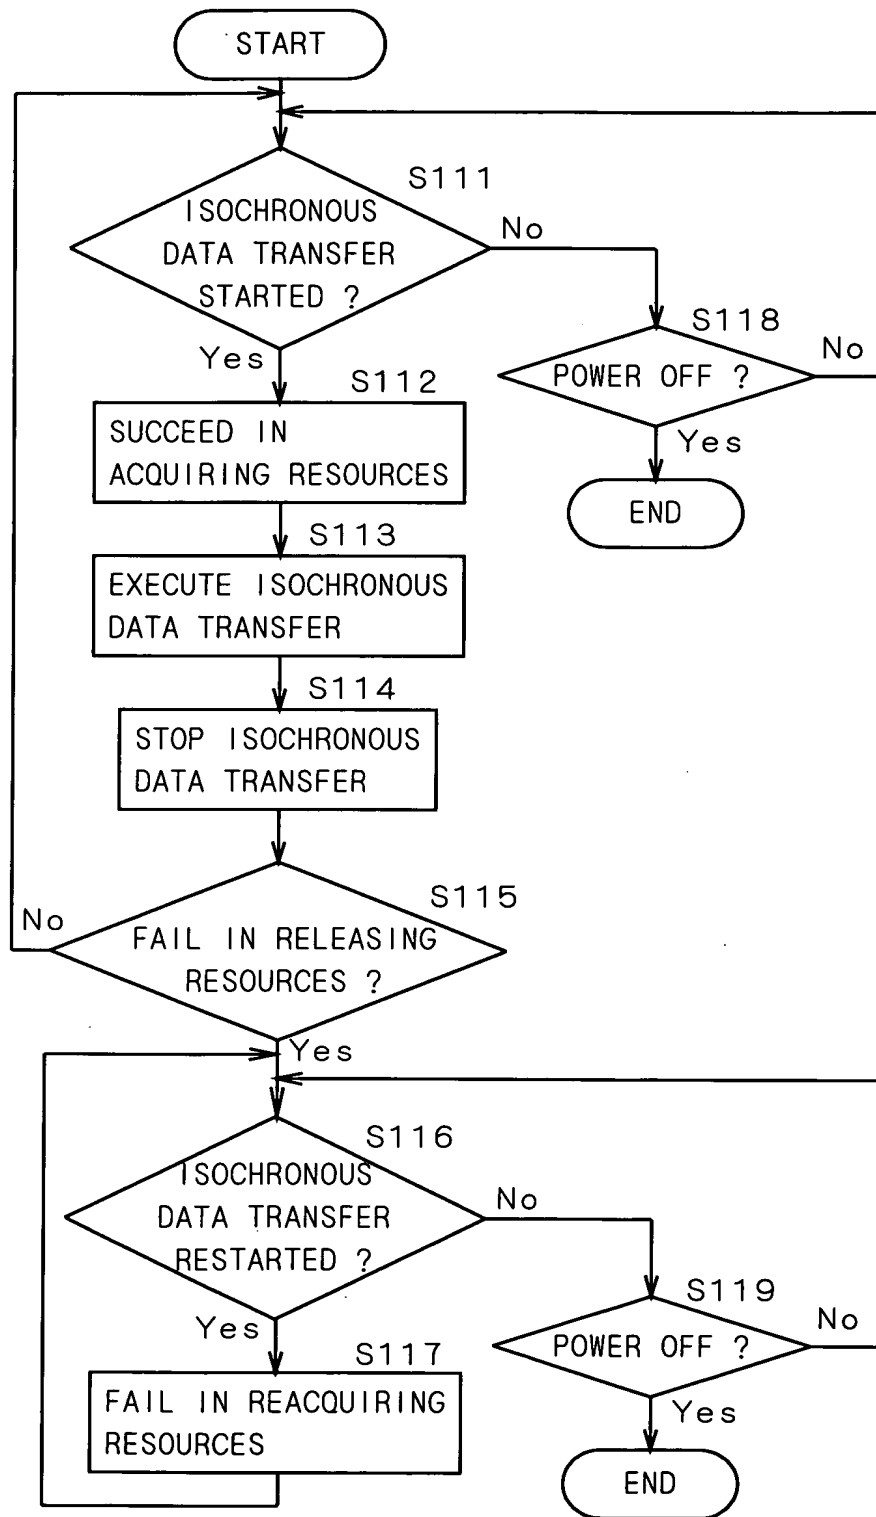 START
S111
ISOCHRONOUS
DATA TRANSFER
STARTED ?
No
Yes
S118
POWER OFF ?
No
Yes
END
S112
SUCCEED IN
ACQUIRING RESOURCES
S113
EXECUTE ISOCHRONOUS
DATA TRANSFER
S114
STOP ISOCHRONOUS
DATA TRANSFER
S115
No
FAIL IN RELEASING
RESOURCES ?
Yes
S116
ISOCHRONOUS
DATA TRANSFER
RESTARTED ?
No
Yes
S119
POWER OFF ?
No
Yes
END
S117
FAIL IN REACQUIRING
RESOURCES